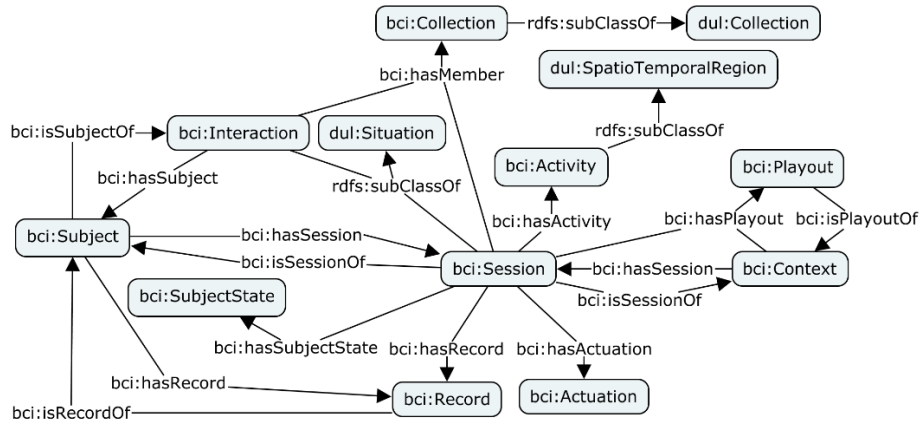 bci:Collection rdfs:subClassOf dul:Collection
bci:hasMember dul:SpatioTemporalRegion
bci:isSubjectOf bci:Interaction dul:Situation rdfs:subClassOf
bci:hasSubject rdfs:subClassOf bci:Activity bci:Playout
bci:hasActivity bci:hasPlayout bci:isPlayoutOf
bci:Subject bci:hasSession
bci:isSessionOf bci:Session bci:hasSession bci:Context
bci:SubjectState bci:isSessionOf
bci:hasSubjectState bci:hasRecord bci:hasActuation
bci:hasRecord
bci:isRecordOf bci:Record bci:Actuation